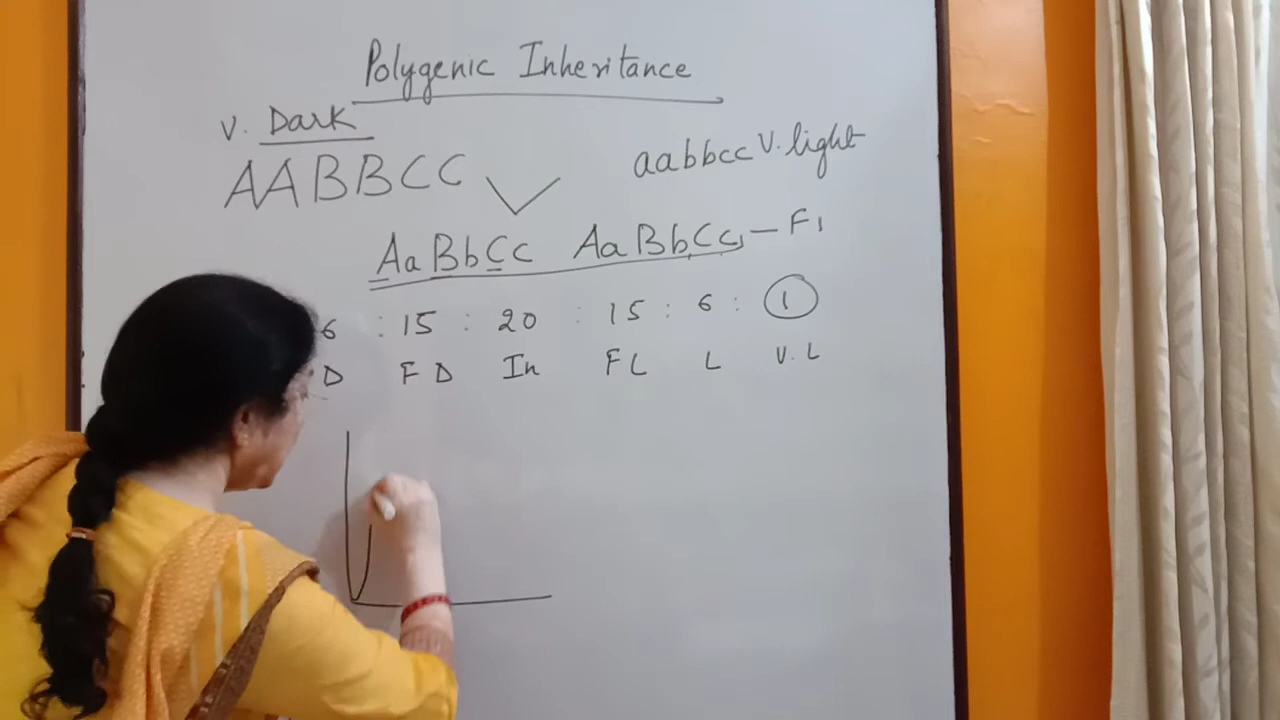 Polygenic Inheritance
V. Dark
AABBCC aabbcc V. light
AaBbCc AaBbCc - F1
6 : 15 : 20 : 15 : 6 : 1
D FD In FL L V. L